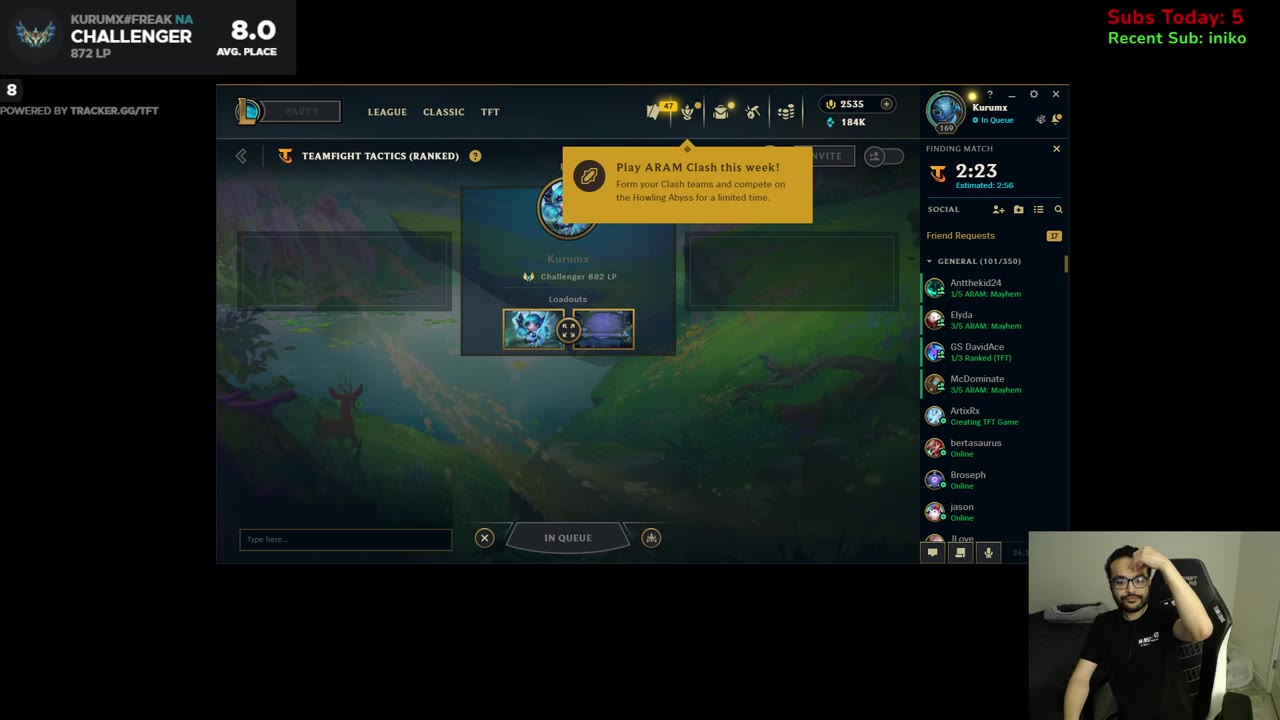 KURUMX#FREAK NA
CHALLENGER
872 LP
8.0
AVG. PLACE
8
POWERED BY TRACKER.GG/TFT
Subs Today: 5
Recent Sub: iniko
PARTY
LEAGUE
CLASSIC
TFT
47
2535
184K
Kurumx
In Queue
169
TEAMFIGHT TACTICS (RANKED)
INVITE
Play ARAM Clash this week!
Form your Clash teams and compete on
the Howling Abyss for a limited time.
Kurumx
Challenger 882 LP
Loadouts
Type here...
IN QUEUE
FINDING MATCH
2:23
Estimated: 2:56
SOCIAL
Friend Requests
17
GENERAL (101/350)
Antthekid24
1/5 ARAM: Mayhem
Elyda
3/5 ARAM: Mayhem
GS DavidAce
1/3 Ranked (TFT)
McDominate
3/5 ARAM: Mayhem
ArtixRx
Creating TFT Game
bertasaurus
Online
Broseph
Online
jason
Online
JLove